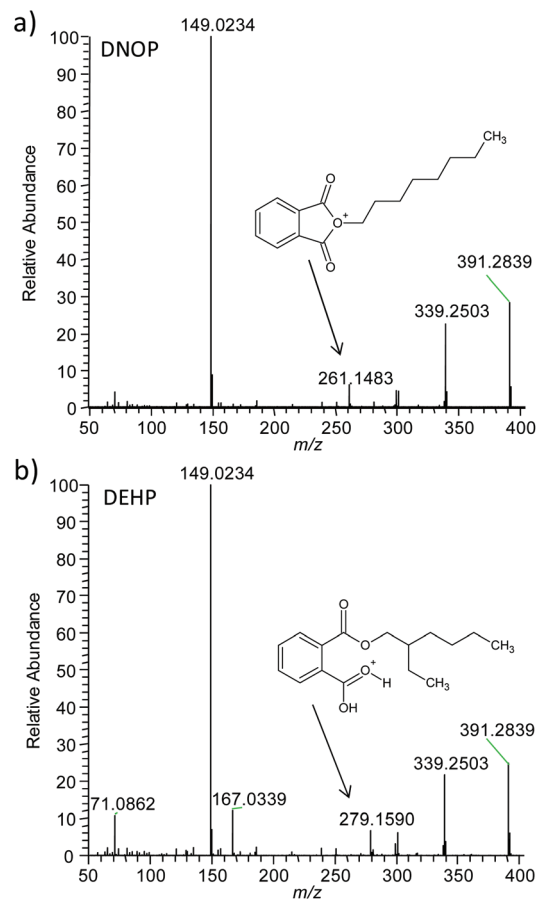 a)
DNOP
149.0234
100
90
80
70
60
50
40
30
20
10
0
Relative Abundance
O
O
+
O
CH3
391.2839
339.2503
261.1483
50 100 150 200 250 300 350 400
m/z
b)
DEHP
149.0234
100
90
80
70
60
50
40
30
20
10
0
Relative Abundance
O
O
CH3
O
+
H
CH3
OH
391.2839
339.2503
71.0862
167.0339
279.1590
50 100 150 200 250 300 350 400
m/z